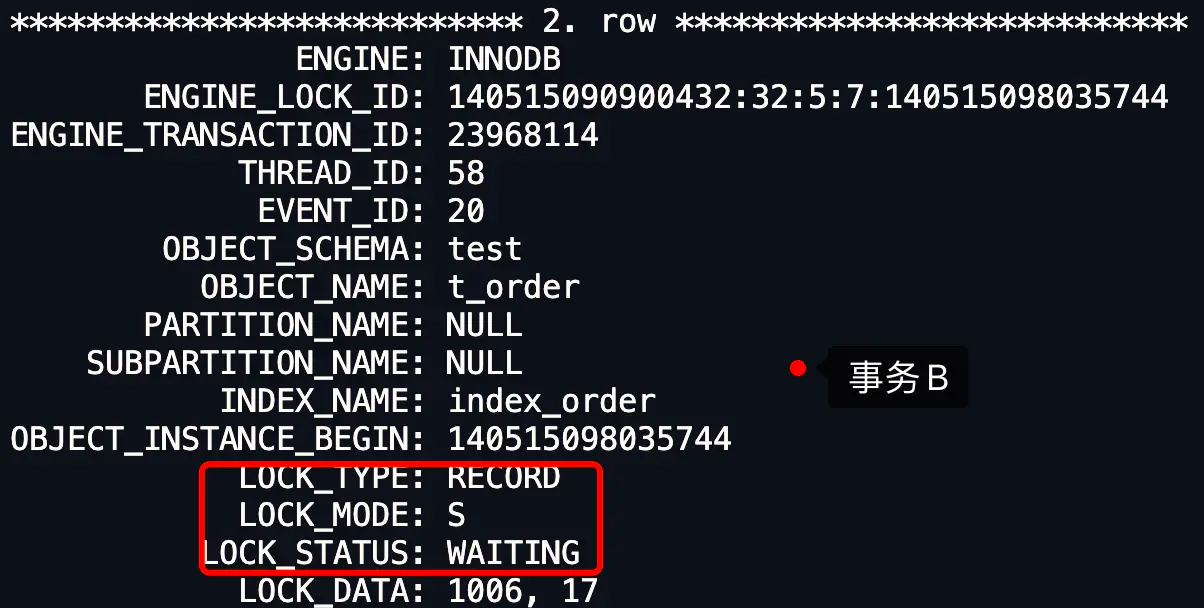 *************************** 2. row ***************************
ENGINE: INNODB
ENGINE_LOCK_ID: 140515090900432:32:5:7:140515098035744
ENGINE_TRANSACTION_ID: 23968114
THREAD_ID: 58
EVENT_ID: 20
OBJECT_SCHEMA: test
OBJECT_NAME: t_order
PARTITION_NAME: NULL
SUBPARTITION_NAME: NULL
事务B
INDEX_NAME: index_order
OBJECT_INSTANCE_BEGIN: 140515098035744
LOCK_TYPE: RECORD
LOCK_MODE: S
LOCK_STATUS: WAITING
LOCK_DATA: 1006, 17